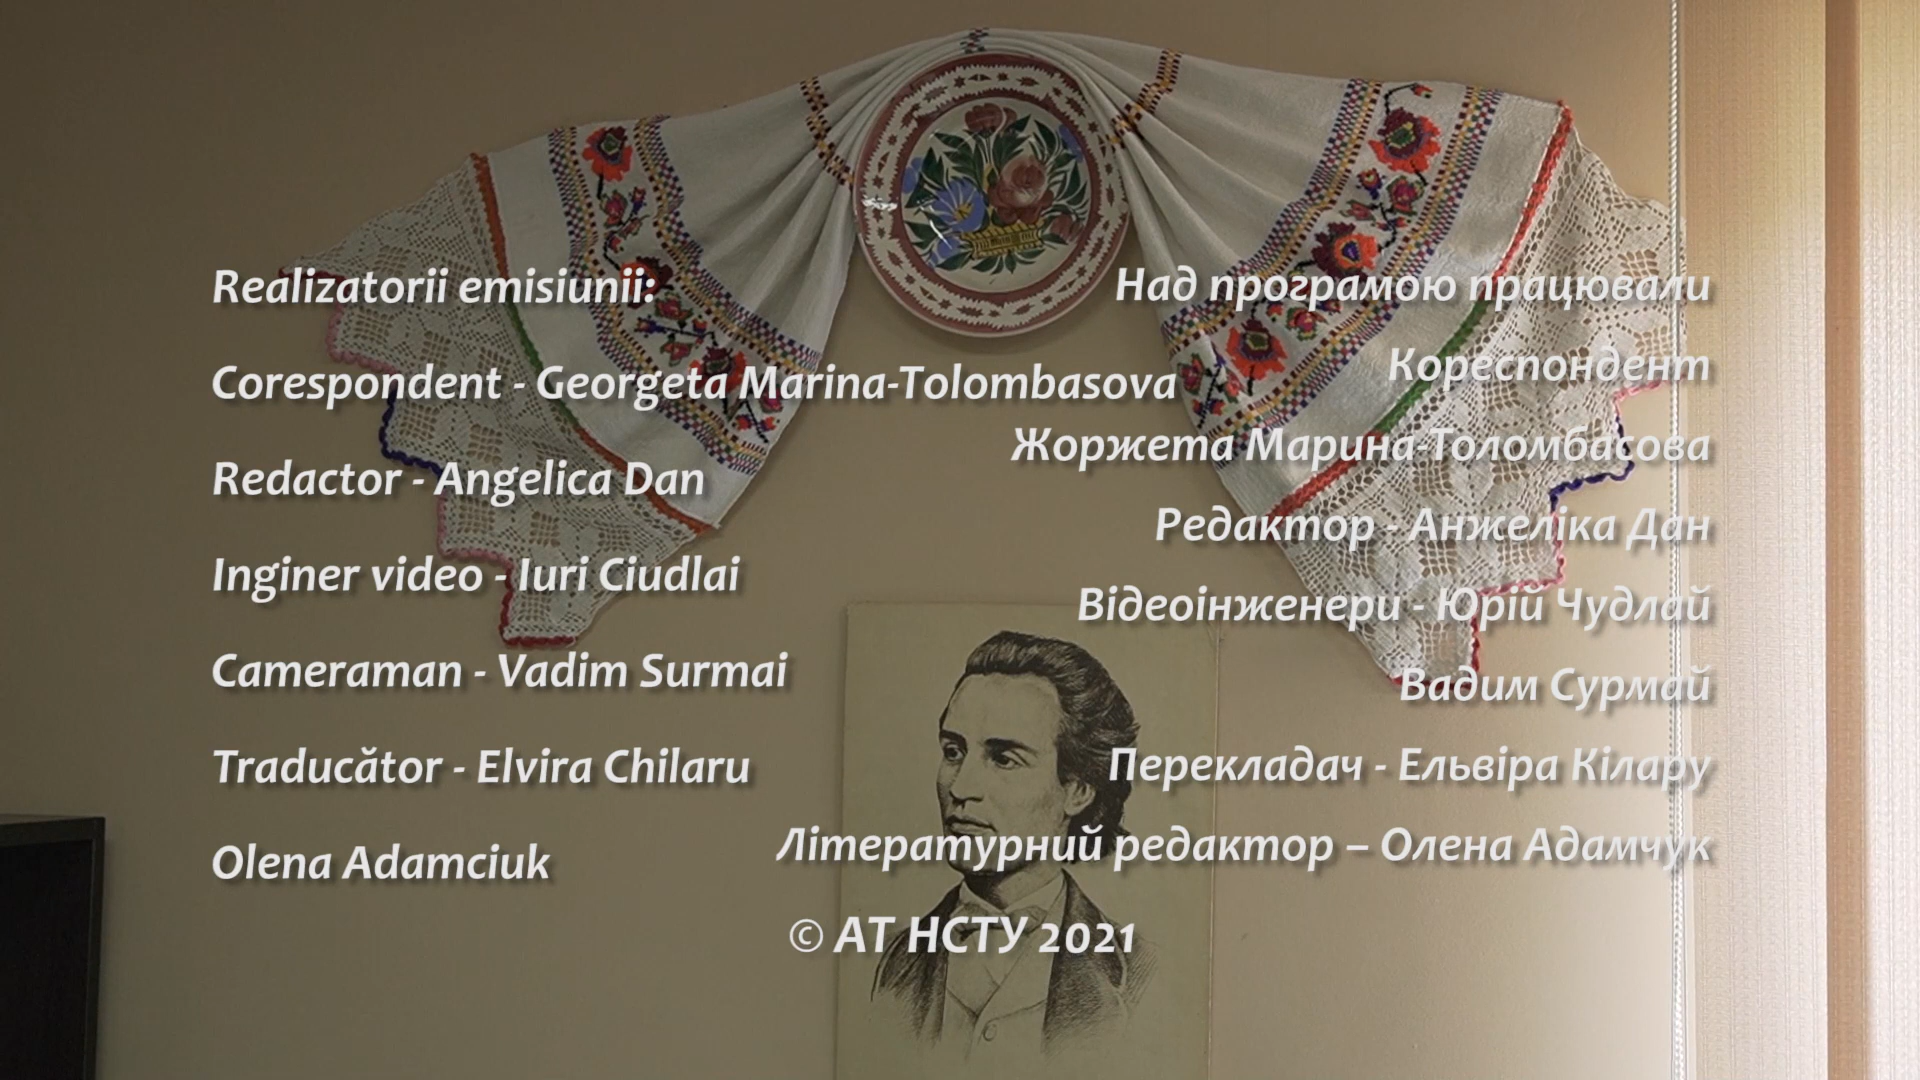 Realizatorii emisiunii:
Corespondent - Georgeta Marina-Tolombasova
Redactor - Angelica Dan
Inginer video - Iuri Ciudlai
Cameraman - Vadim Surmai
Traducător - Elvira Chilaru
Olena Adamciuk
Над програмою працювали
Кореспондент
Жоржета Марина-Толомбасова
Редактор - Анжеліка Дан
Відеоінженери - Юрій Чудлай
Вадим Сурмай
Перекладач - Ельвіра Кілару
Літературний редактор – Олена Адамчук
© АТ НСТУ 2021